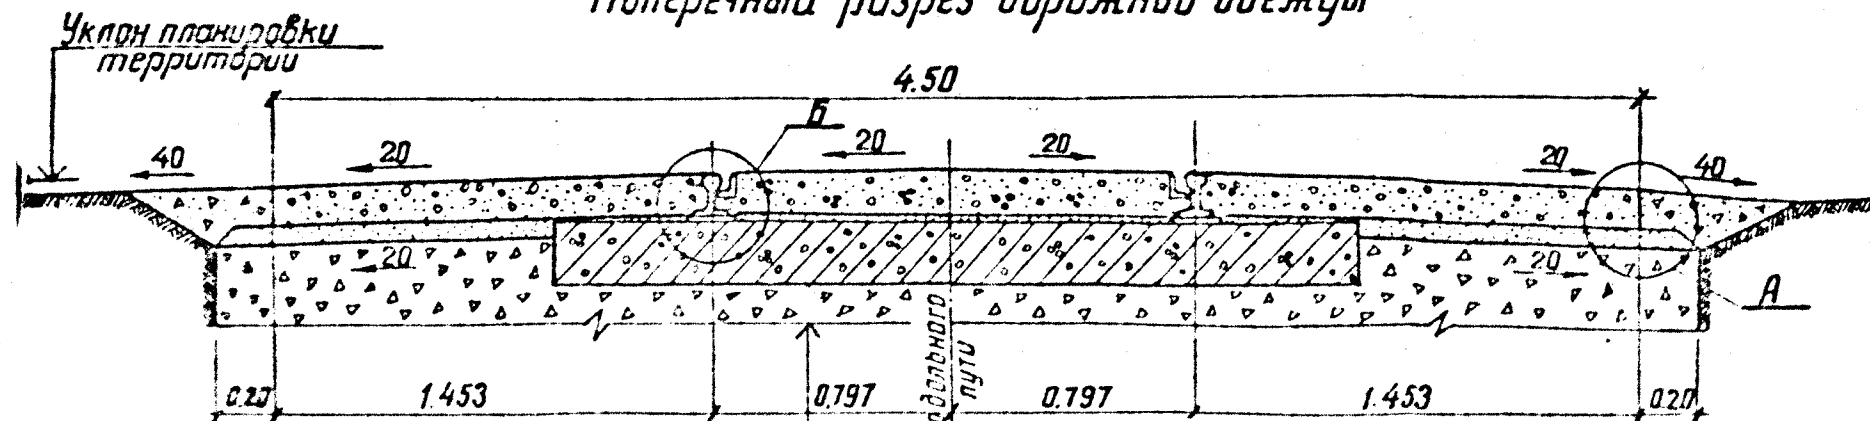 Поперечный разрез дорожной одежды
Уклон планировки
территории
4.50
Б
40
20
20
20
20
40
20
20
А
продольного
пути
0.20
1.453
0.797
0.797
1.453
0.20